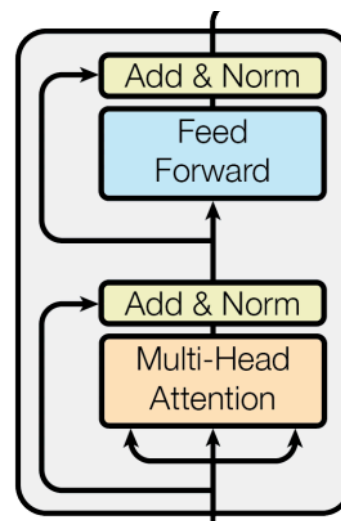 Add & Norm
Feed
Forward
Add & Norm
Multi-Head
Attention